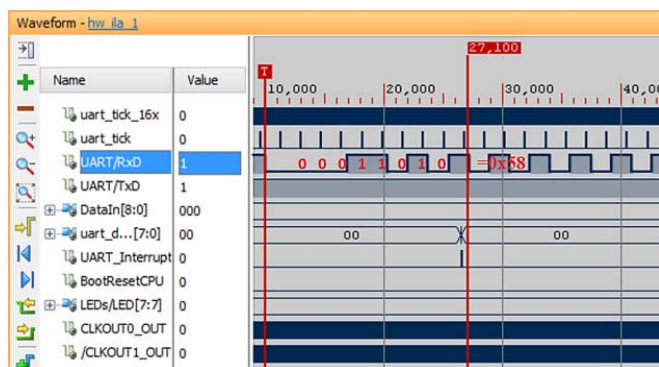 Waveform - hw_ila_1
27,100
Name Value
T
10,000 20,000 30,000 40,0
uart_tick_16x 0
uart_tick 0
UART/RxD 1 0 0 0 1 1 0 1 0 =0x58
UART/TxD 1
DataIn[8:0] 000
uart_d...[7:0] 00 00 00
UART_Interrupt 0
BootResetCPU 0
LEDs/LED[7:7] 0
CLKOUT0_OUT 0
/CLKOUT1_OUT 0